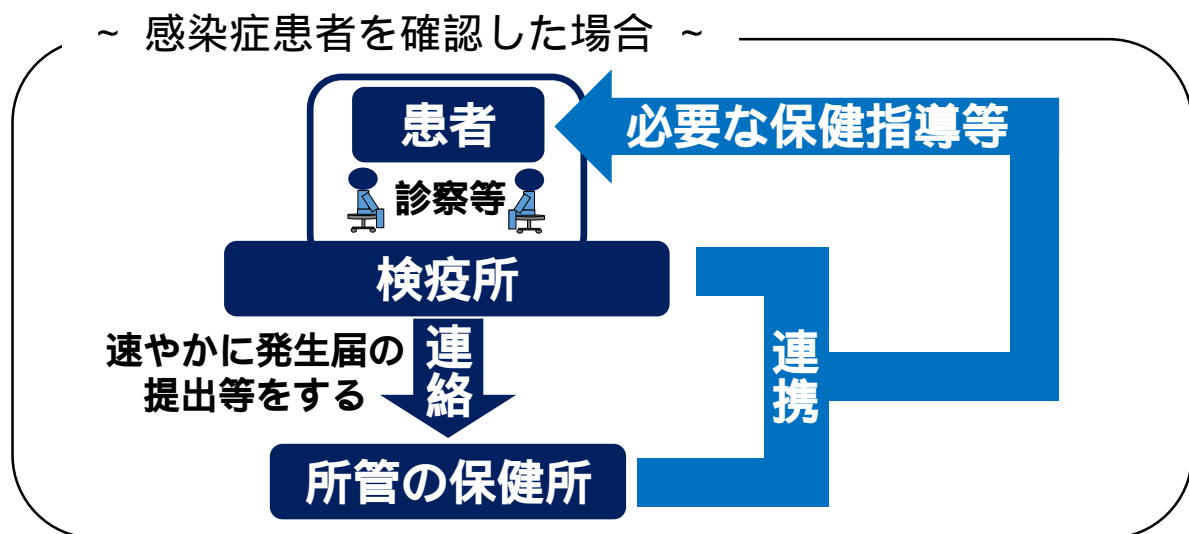 ~ 感染症患者を確認した場合 ~
患者
必要な保健指導等
診察等
検疫所
速やかに発生届の
提出等をする
連絡
連携
所管の保健所